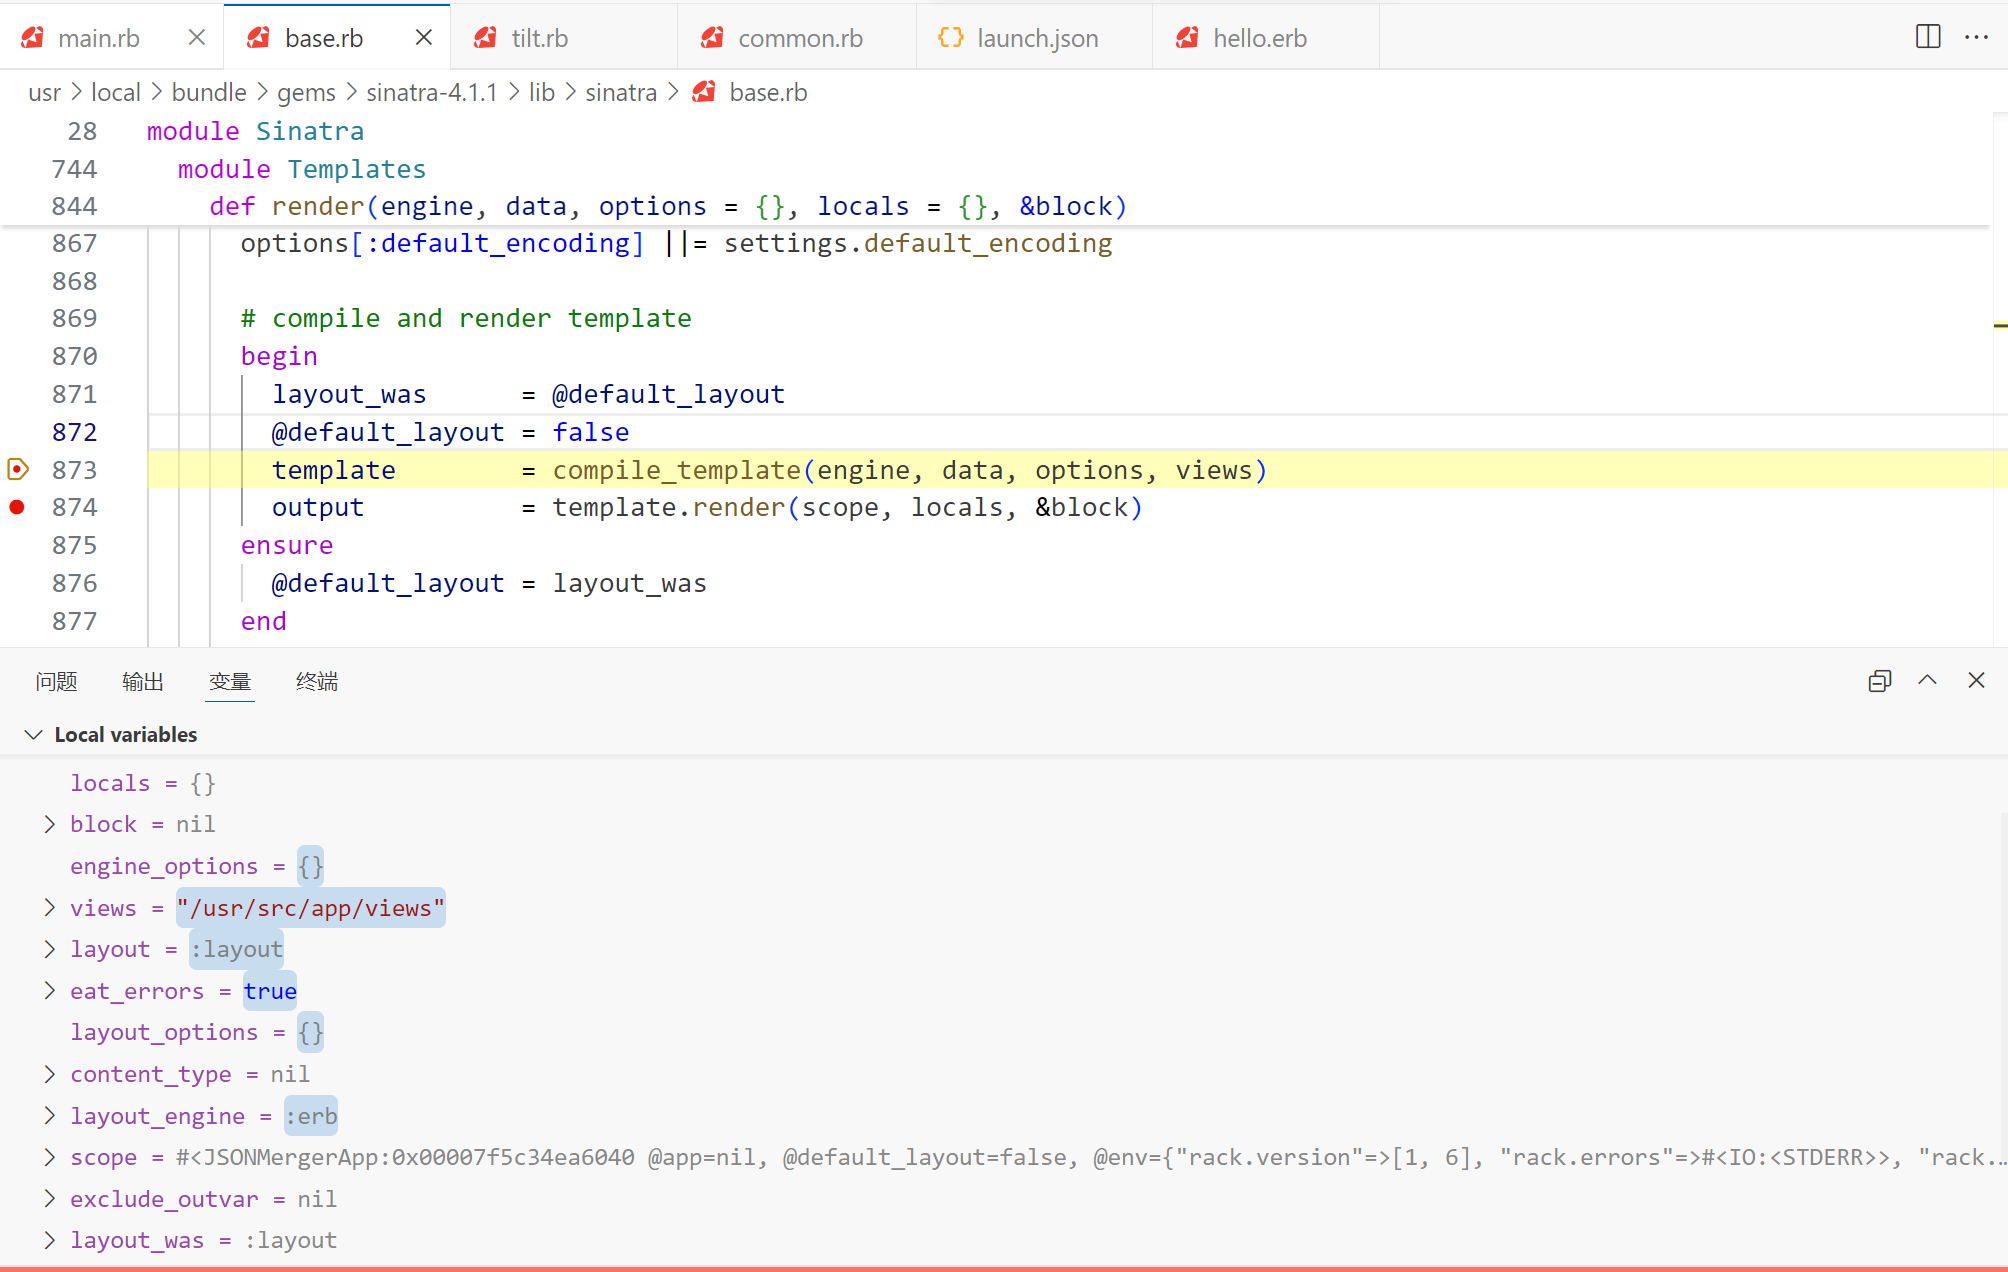 main.rb base.rb tilt.rb common.rb launch.json hello.erb
usr > local > bundle > gems > sinatra-4.1.1 > lib > sinatra > base.rb
28 module Sinatra
744 module Templates
844 def render(engine, data, options = {}, locals = {}, &block)
867 options[:default_encoding] ||= settings.default_encoding
868
869 # compile and render template
870 begin
871 layout_was = @default_layout
872 @default_layout = false
873 template = compile_template(engine, data, options, views)
874 output = template.render(scope, locals, &block)
875 ensure
876 @default_layout = layout_was
877 end
问题 输出 变量 终端
Local variables
locals = {}
block = nil
engine_options = {}
views = "/usr/src/app/views"
layout = :layout
eat_errors = true
layout_options = {}
content_type = nil
layout_engine = :erb
scope = #<JSONMergerApp:0x00007f5c34ea6040 @app=nil, @default_layout=false, @env={"rack.version"=>[1, 6], "rack.errors"=>#<IO:<STDERR>>, "rack.…
exclude_outvar = nil
layout_was = :layout